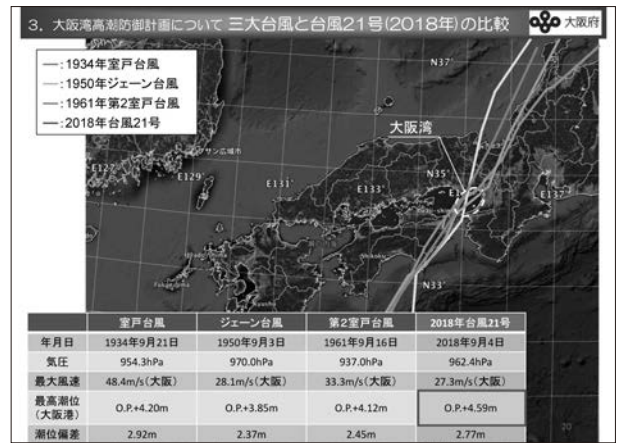 3．大阪湾高潮防御計画について 三大台風と台風21号(2018年)の比較
大阪府
―:1934年室戸台風
―:1950年ジェーン台風
―:1961年第2室戸台風
―:2018年台風21号
N37°
大阪湾
サン広域市
E129°
E131°
E133°
N35°
E137°
N33°
Shikoku
Kyushu
室戸台風 ジェーン台風 第2室戸台風 2018年台風21号
年月日 1934年9月21日 1950年9月3日 1961年9月16日 2018年9月4日
気圧 954.3hPa 970.0hPa 937.0hPa 962.4hPa
最大風速 48.4m/s(大阪) 28.1m/s(大阪) 33.3m/s(大阪) 27.3m/s(大阪)
最高潮位 (大阪港) O.P.+4.20m O.P.+3.85m O.P.+4.12m O.P.+4.59m
潮位偏差 2.92m 2.37m 2.45m 2.77m
20